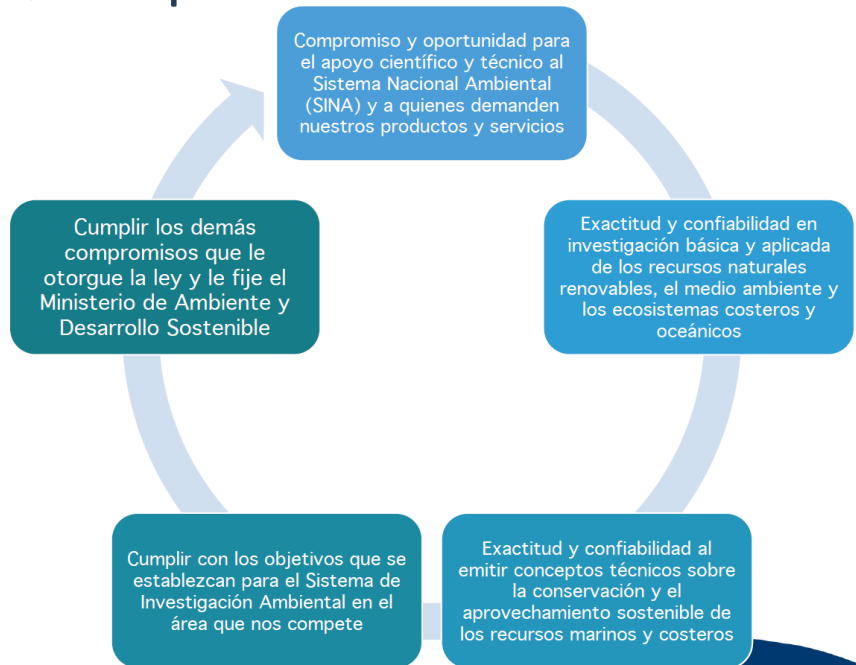 Compromiso y oportunidad para
el apoyo científico y técnico al
Sistema Nacional Ambiental
(SINA) y a quienes demanden
nuestros productos y servicios
Exactitud y confiabilidad en
investigación básica y aplicada
de los recursos naturales
renovables, el medio ambiente y
los ecosistemas costeros y
oceánicos
Exactitud y confiabilidad al
emitir conceptos técnicos sobre
la conservación y el
aprovechamiento sostenible de
los recursos marinos y costeros
Cumplir con los objetivos que se
establezcan para el Sistema de
Investigación Ambiental en el
área que nos compete
Cumplir los demás
compromisos que le
otorgue la ley y le fije el
Ministerio de Ambiente y
Desarrollo Sostenible